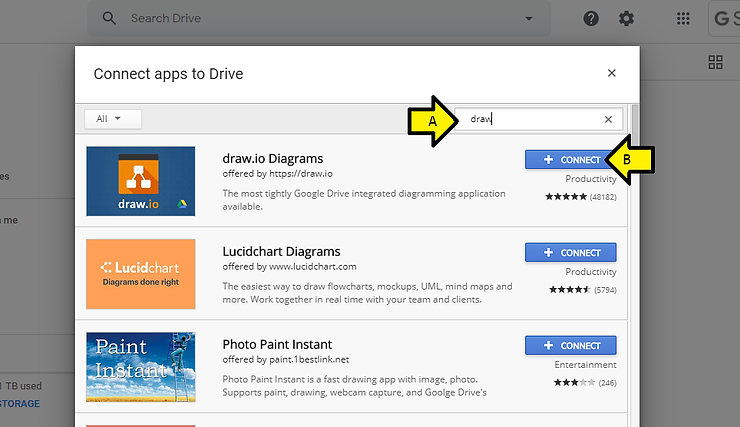 Search Drive
G S
Connect apps to Drive
All
A
draw
draw.io
draw.io Diagrams
offered by https://draw.io
The most tightly Google Drive integrated diagramming application
available.
CONNECT
B
Productivity
(48182)
es
n me
Lucidchart
Diagrams done right
Lucidchart Diagrams
offered by www.lucidchart.com
The easiest way to draw flowcharts, mockups, UML, mind maps and
more. Work together in real time with your team and clients.
CONNECT
Productivity
(5794)
Paint
Instant
Photo Paint Instant
offered by paint.1bestlink.net
Photo Paint Instant is a fast drawing app with image, photo.
Supports paint, drawing, webcam capture, and Goolge Drive's
CONNECT
Entertainment
(246)
TB used
STORAGE